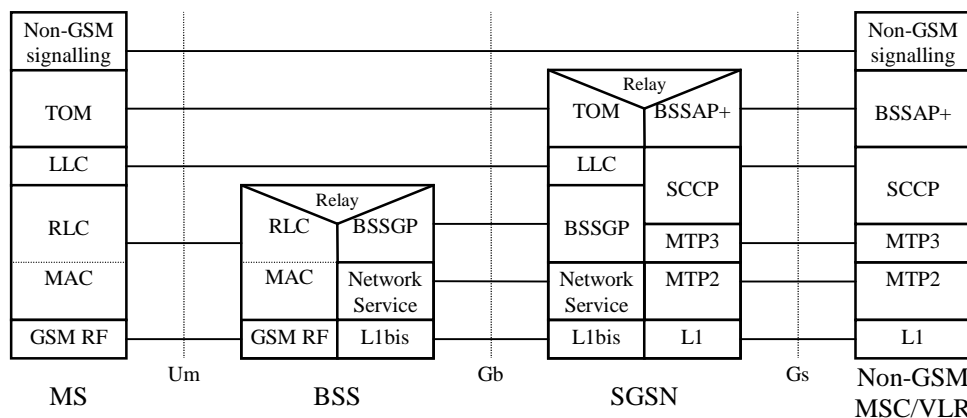 Non-GSM
signalling
TOM
LLC
RLC
MAC
GSM RF
MS
Um
Relay
RLC
BSSGP
MAC
Network
Service
GSM RF
L1bis
BSS
Gb
Relay
TOM
BSSAP+
LLC
SCCP
BSSGP
MTP3
Network
Service
MTP2
L1bis
L1
SGSN
Gs
Non-GSM
signalling
BSSAP+
SCCP
MTP3
MTP2
L1
Non-GSM
MSC/VLR